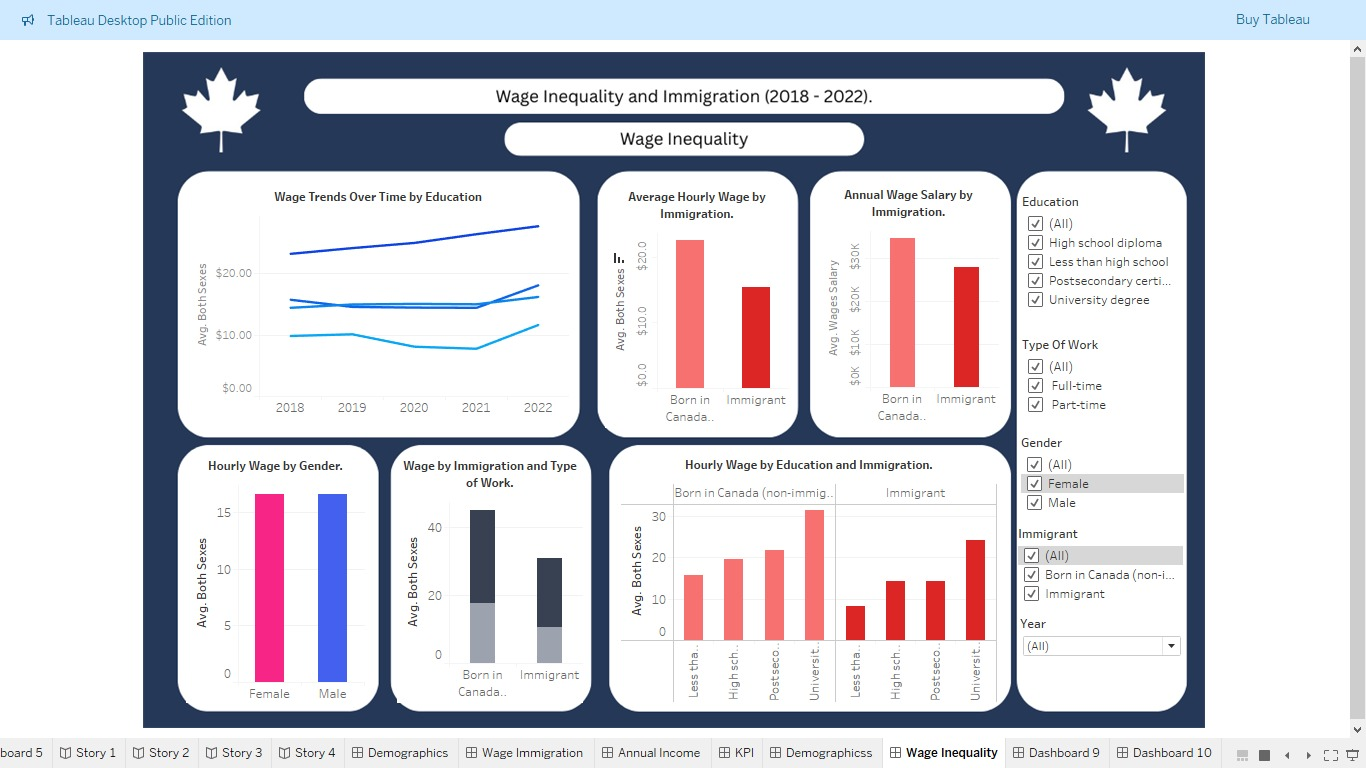 Tableau Desktop Public Edition
Buy Tableau
Wage Inequality and Immigration (2018 - 2022).
Wage Inequality
Wage Trends Over Time by Education
Avg. Both Sexes
$20.00
$10.00
$0.00
2018 2019 2020 2021 2022
Average Hourly Wage by
Immigration.
Avg. Both Sexes
$20.0
$10.0
$0.0
Born in
Canada..
Immigrant
Annual Wage Salary by
Immigration.
Avg. Wages Salary
$30K
$20K
$10K
$0K
Born in
Canada..
Immigrant
Education
(All)
High school diploma
Less than high school
Postsecondary certi...
University degree
Type Of Work
(All)
Full-time
Part-time
Gender
(All)
Female
Male
Immigrant
(All)
Born in Canada (non-i...
Immigrant
Year
(All)
Hourly Wage by Gender.
Avg. Both Sexes
15
10
5
0
Female Male
Wage by Immigration and Type
of Work.
Avg. Both Sexes
40
20
0
Born in
Canada..
Immigrant
Hourly Wage by Education and Immigration.
Born in Canada (non-immig.. Immigrant
Avg. Both Sexes
30
20
10
0
Less tha..
High sch..
Postseco..
Universit..
Less tha..
High sch..
Postseco..
Universit..
board 5 Story 1 Story 2 Story 3 Story 4 Demographics Wage Immigration Annual Income KPI Demographicss Wage Inequality Dashboard 9 Dashboard 10